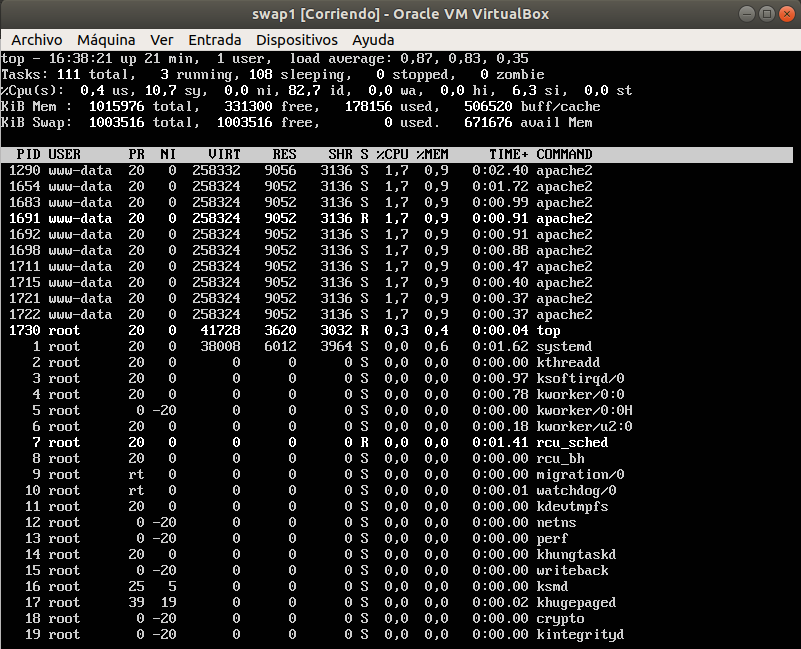 swap1 [Corriendo] - Oracle VM VirtualBox
Archivo Máquina Ver Entrada Dispositivos Ayuda
top - 16:38:21 up 21 min, 1 user, load average: 0,87, 0,83, 0,35
Tasks: 111 total, 3 running, 108 sleeping, 0 stopped, 0 zombie
%Cpu(s): 0,4 us, 10,7 sy, 0,0 ni, 82,7 id, 0,0 wa, 0,0 hi, 6,3 si, 0,0 st
KiB Mem : 1015976 total, 331300 free, 178156 used, 506520 buff/cache
KiB Swap: 1003516 total, 1003516 free, 0 used. 671676 avail Mem
PID USER PR NI VIRT RES SHR S %CPU %MEM TIME+ COMMAND
1290 www-data 20 0 258332 9056 3136 S 1,7 0,9 0:02.40 apache2
1654 www-data 20 0 258324 9052 3136 S 1,7 0,9 0:01.72 apache2
1683 www-data 20 0 258324 9052 3136 S 1,7 0,9 0:00.99 apache2
1691 www-data 20 0 258324 9052 3136 R 1,7 0,9 0:00.91 apache2
1692 www-data 20 0 258324 9052 3136 S 1,7 0,9 0:00.91 apache2
1698 www-data 20 0 258324 9052 3136 S 1,7 0,9 0:00.88 apache2
1711 www-data 20 0 258324 9052 3136 S 1,7 0,9 0:00.47 apache2
1715 www-data 20 0 258324 9052 3136 S 1,7 0,9 0:00.40 apache2
1721 www-data 20 0 258324 9052 3136 S 1,7 0,9 0:00.37 apache2
1722 www-data 20 0 258324 9052 3136 S 1,7 0,9 0:00.37 apache2
1730 root 20 0 41728 3620 3032 R 0,3 0,4 0:00.04 top
1 root 20 0 38008 6012 3964 S 0,0 0,6 0:01.62 systemd
2 root 20 0 0 0 0 S 0,0 0,0 0:00.00 kthreadd
3 root 20 0 0 0 0 S 0,0 0,0 0:00.97 ksoftirqd/0
4 root 20 0 0 0 0 S 0,0 0,0 0:00.78 kworker/0:0
5 root 0 -20 0 0 0 S 0,0 0,0 0:00.00 kworker/0:0H
6 root 20 0 0 0 0 S 0,0 0,0 0:00.18 kworker/u2:0
7 root 20 0 0 0 0 R 0,0 0,0 0:01.41 rcu_sched
8 root 20 0 0 0 0 S 0,0 0,0 0:00.00 rcu_bh
9 root rt 0 0 0 0 S 0,0 0,0 0:00.00 migration/0
10 root rt 0 0 0 0 S 0,0 0,0 0:00.01 watchdog/0
11 root 20 0 0 0 0 S 0,0 0,0 0:00.00 kdevtmpfs
12 root 0 -20 0 0 0 S 0,0 0,0 0:00.00 netns
13 root 0 -20 0 0 0 S 0,0 0,0 0:00.00 perf
14 root 20 0 0 0 0 S 0,0 0,0 0:00.00 khungtaskd
15 root 0 -20 0 0 0 S 0,0 0,0 0:00.00 writeback
16 root 25 5 0 0 0 S 0,0 0,0 0:00.00 ksmd
17 root 39 19 0 0 0 S 0,0 0,0 0:00.02 khugepaged
18 root 0 -20 0 0 0 S 0,0 0,0 0:00.00 crypto
19 root 0 -20 0 0 0 S 0,0 0,0 0:00.00 kintegrityd